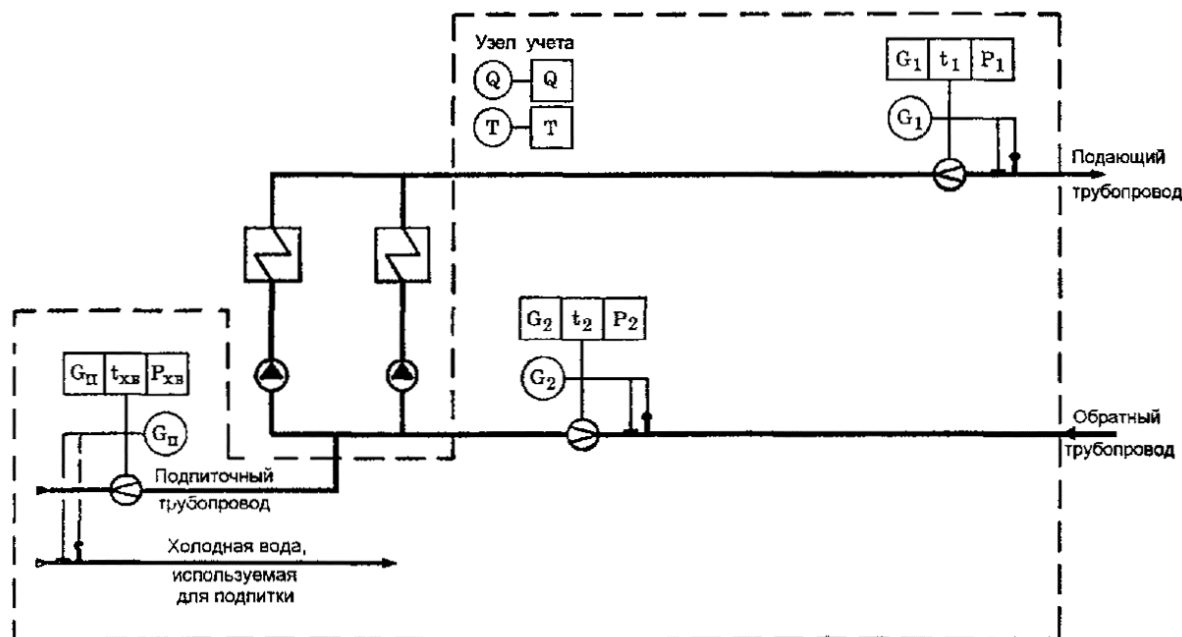 Узел учета
Q Q
T T
G₁ t₁ P₁
G₁
Подающий
трубопровод
G₂ t₂ P₂
G₂
Обратный
трубопровод
Gп tхв Pхв
Gп
Подпиточный
трубопровод
Холодная вода,
используемая
для подпитки